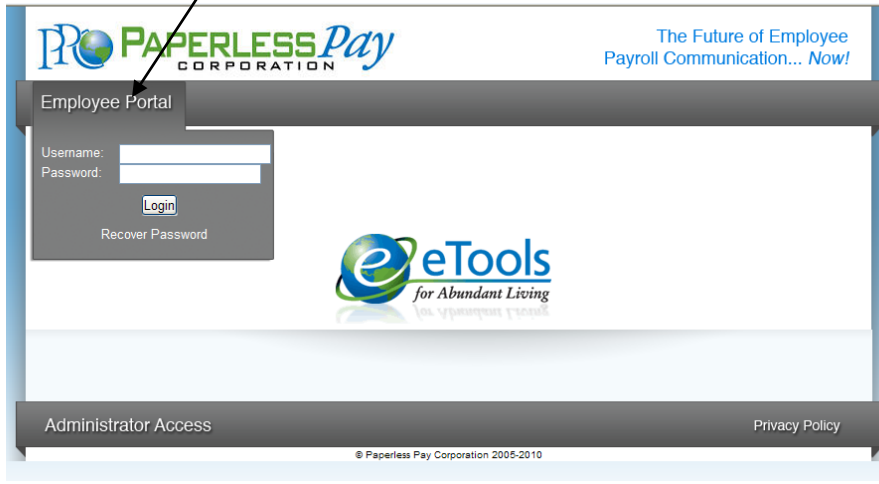 PPC PAPERLESS Pay
CORPORATION
The Future of Employee
Payroll Communication... Now!
Employee Portal
Username:
Password:
Login
Recover Password
eTools
for Abundant Living
Administrator Access
Privacy Policy
© Paperless Pay Corporation 2005-2010